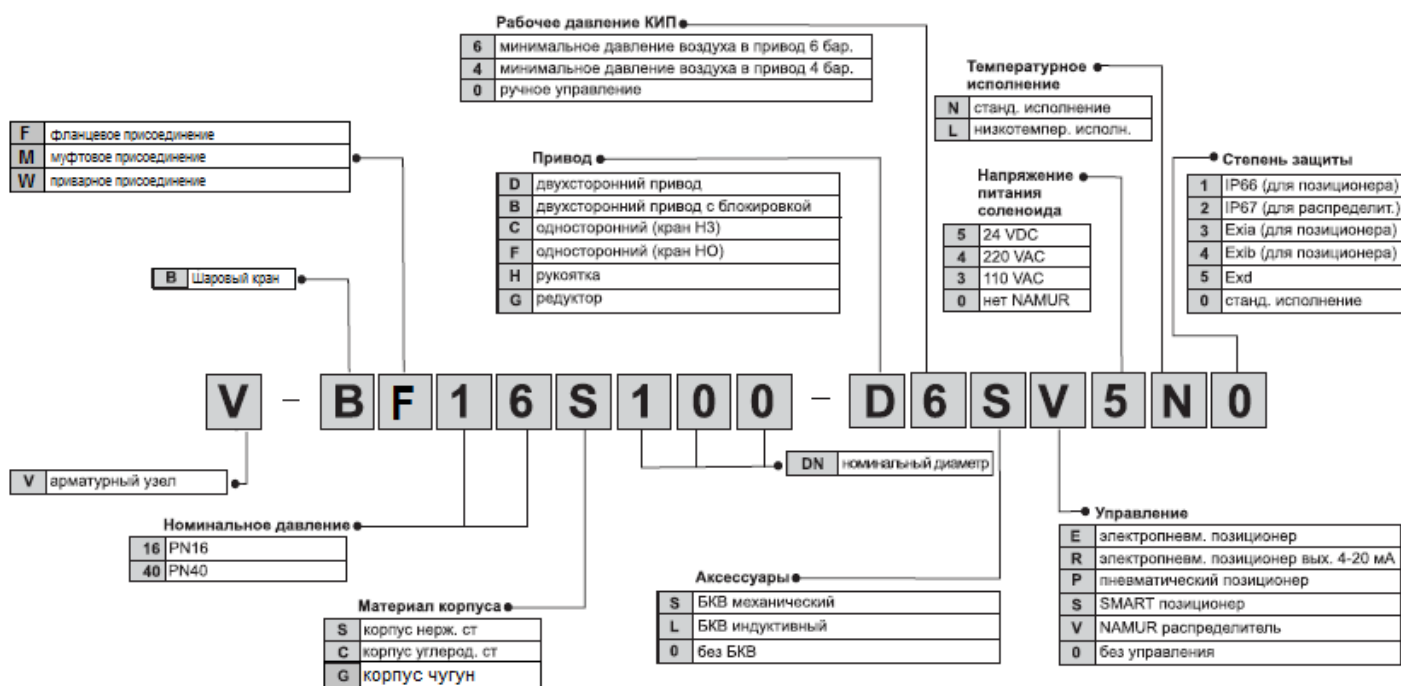 Рабочее давление КИП
6 минимальное давление воздуха в привод 6 бар.
4 минимальное давление воздуха в привод 4 бар.
0 ручное управление
Температурное
исполнение
N станд. исполнение
L низкотемпер. исполн.
F фланцевое присоединение
M муфтовое присоединение
W приварное присоединение
Привод
D двухсторонний привод
B двухсторонний привод с блокировкой
C односторонний (кран НЗ)
F односторонний (кран НО)
H рукоятка
G редуктор
Напряжение
питания
соленоида
5 24 VDC
4 220 VAC
3 110 VAC
0 нет NAMUR
Степень защиты
1 IP66 (для позиционера)
2 IP67 (для распределит.)
3 Exia (для позиционера)
4 Exib (для позиционера)
5 Exd
0 станд. исполнение
B Шаровый кран
V – B F 1 6 S 1 0 0 – D 6 S V 5 N 0
V арматурный узел
DN номинальный диаметр
Номинальное давление
16 PN16
40 PN40
Материал корпуса
S корпус нерж. ст
C корпус углерод. ст
G корпус чугун
Аксессуары
S БКВ механический
L БКВ индуктивный
0 без БКВ
Управление
E электропневм. позиционер
R электропневм. позиционер вых. 4-20 мА
P пневматический позиционер
S SMART позиционер
V NAMUR распределитель
0 без управления